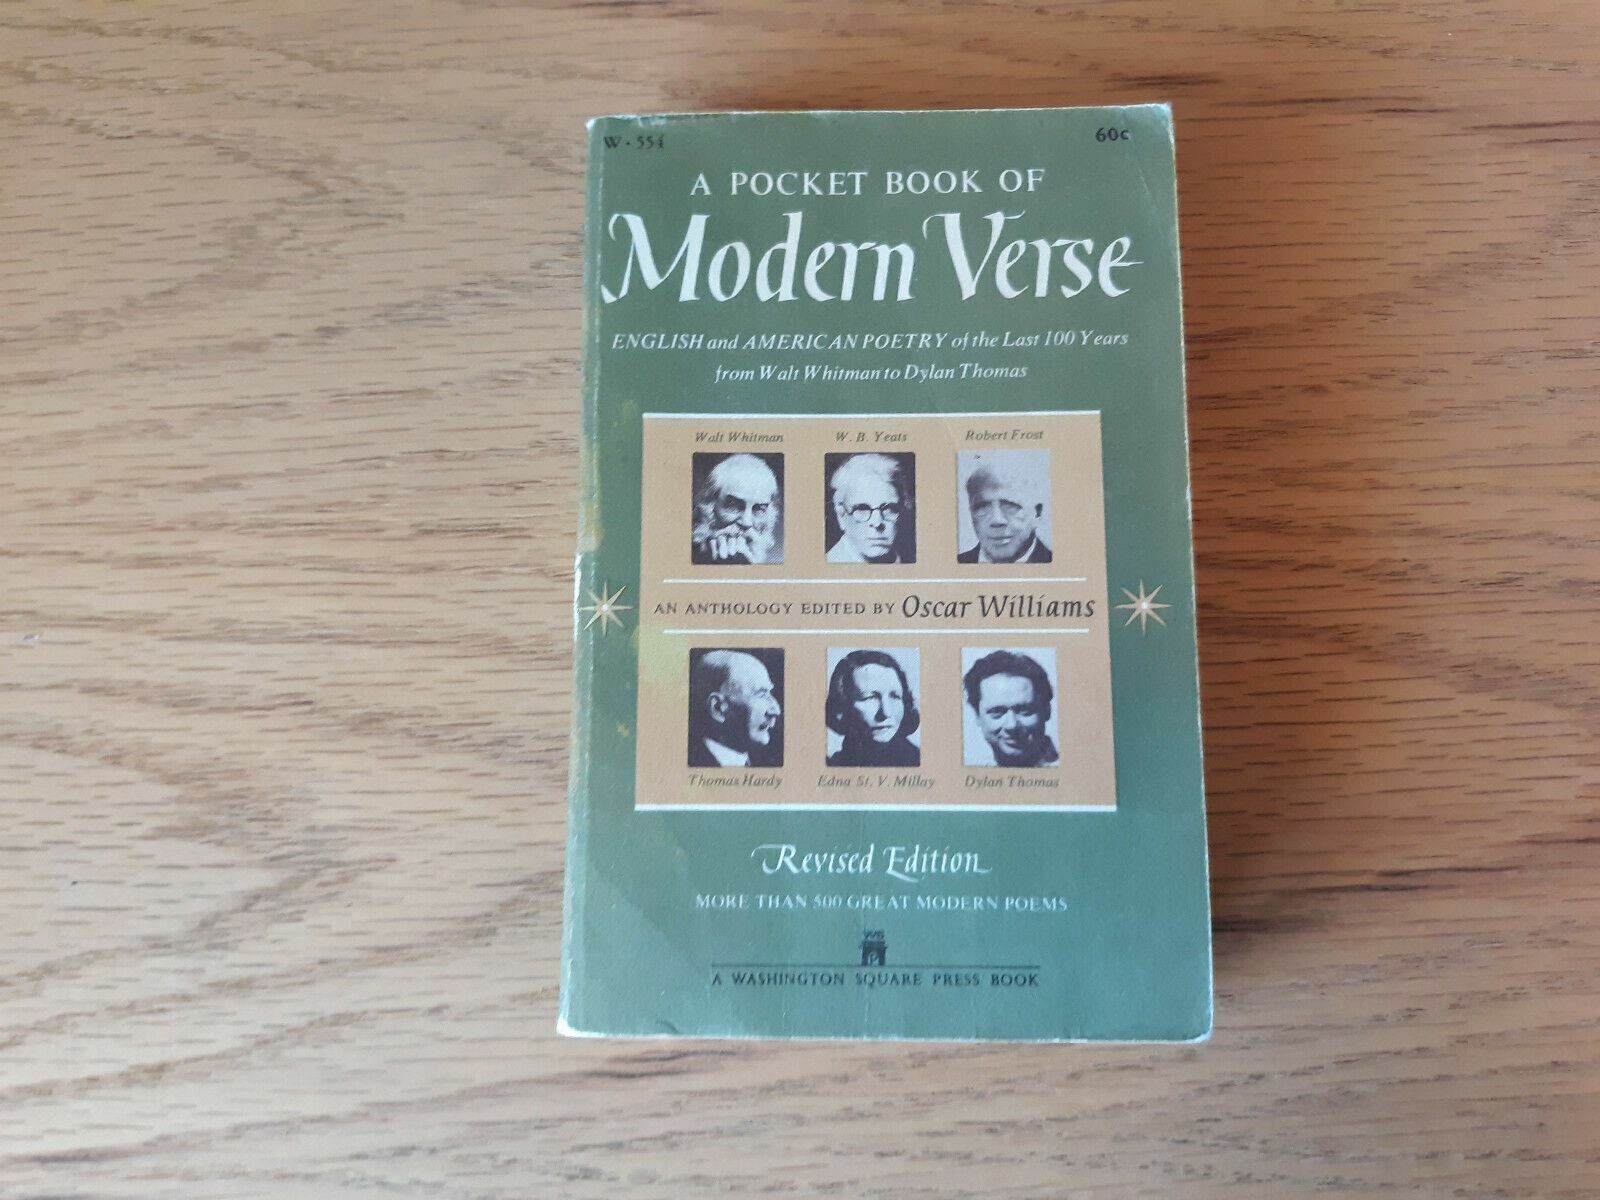 W • 554
60c
A POCKET BOOK OF
Modern Verse
ENGLISH and AMERICAN POETRY of the Last 100 Years
from Walt Whitman to Dylan Thomas
Walt Whitman
W. B. Yeats
Robert Frost
AN ANTHOLOGY EDITED BY Oscar Williams
Thomas Hardy
Edna St. V. Millay
Dylan Thomas
Revised Edition
MORE THAN 500 GREAT MODERN POEMS
A WASHINGTON SQUARE PRESS BOOK